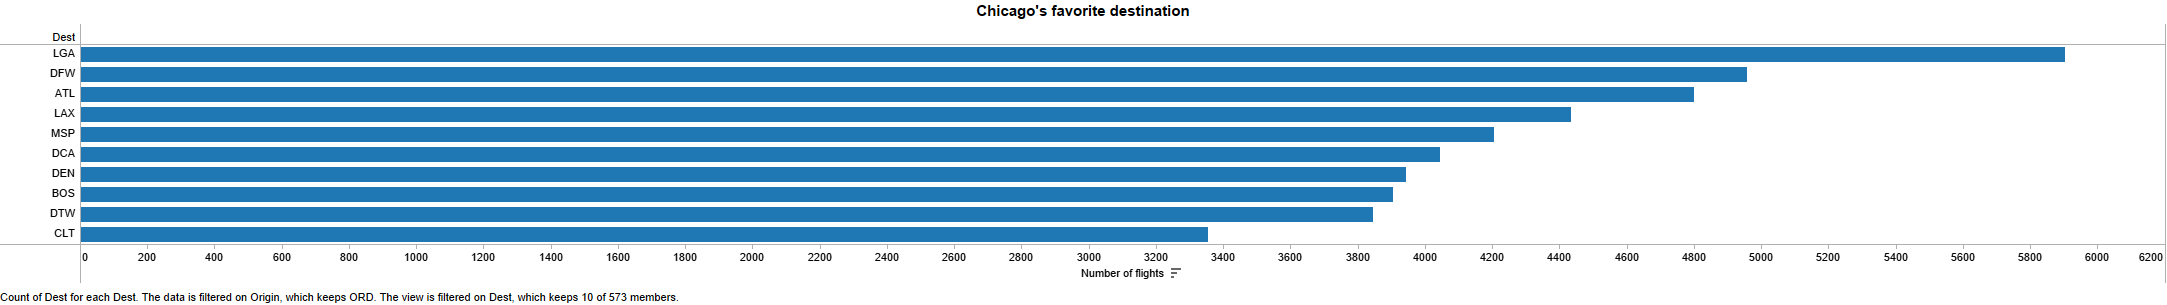 Chicago's favorite destination
Dest
LGA
DFW
ATL
LAX
MSP
DCA
DEN
BOS
DTW
CLT
0 200 400 600 800 1000 1200 1400 1600 1800 2000 2200 2400 2600 2800 3000 3200 3400 3600 3800 4000 4200 4400 4600 4800 5000 5200 5400 5600 5800 6000 6200
Number of flights
Count of Dest for each Dest. The data is filtered on Origin, which keeps ORD. The view is filtered on Dest, which keeps 10 of 573 members.